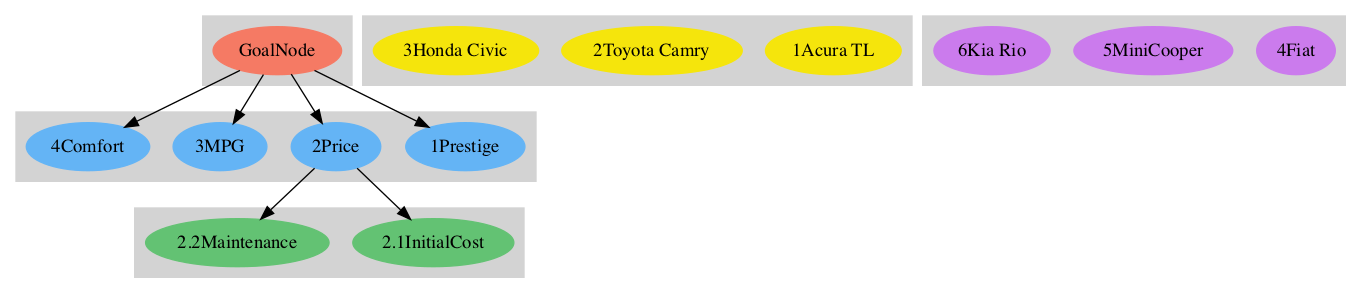 GoalNode
3Honda Civic
2Toyota Camry
1Acura TL
6Kia Rio
5MiniCooper
4Fiat
4Comfort
3MPG
2Price
1Prestige
2.2Maintenance
2.1InitialCost